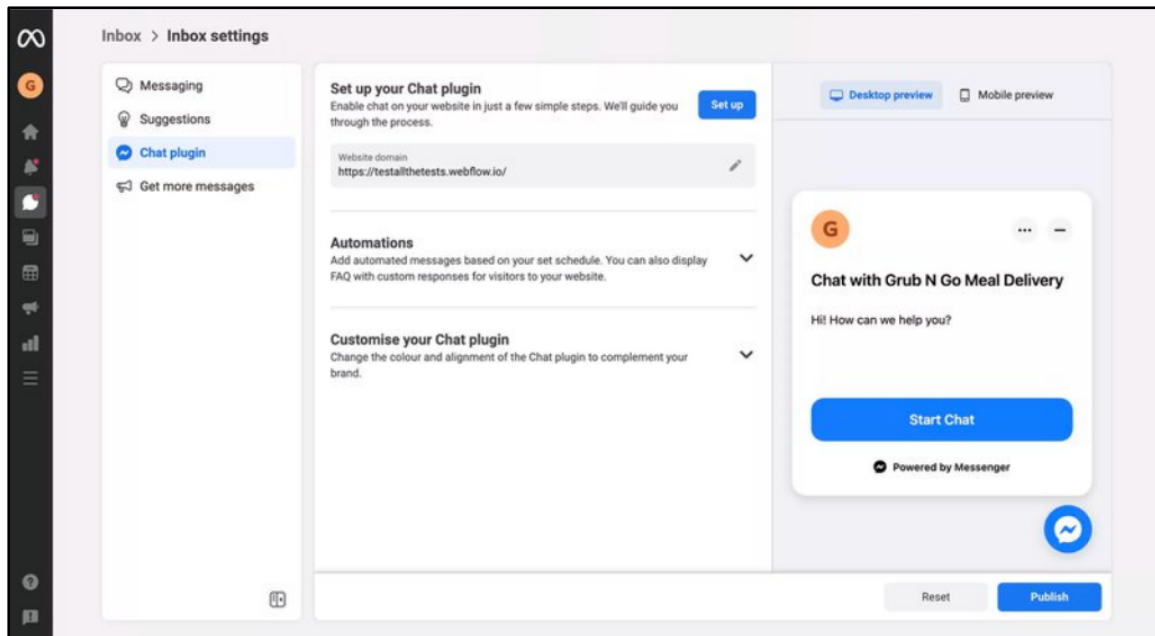 Inbox > Inbox settings
G
Messaging
Suggestions
Chat plugin
Get more messages
Set up your Chat plugin
Enable chat on your website in just a few simple steps. We'll guide you
through the process.
Set up
Website domain
https://testallthetests.webflow.io/
Automations
Add automated messages based on your set schedule. You can also display
FAQ with custom responses for visitors to your website.
Customise your Chat plugin
Change the colour and alignment of the Chat plugin to complement your
brand.
Desktop preview
Mobile preview
G
Chat with Grub N Go Meal Delivery
Hi! How can we help you?
Start Chat
Powered by Messenger
Reset
Publish